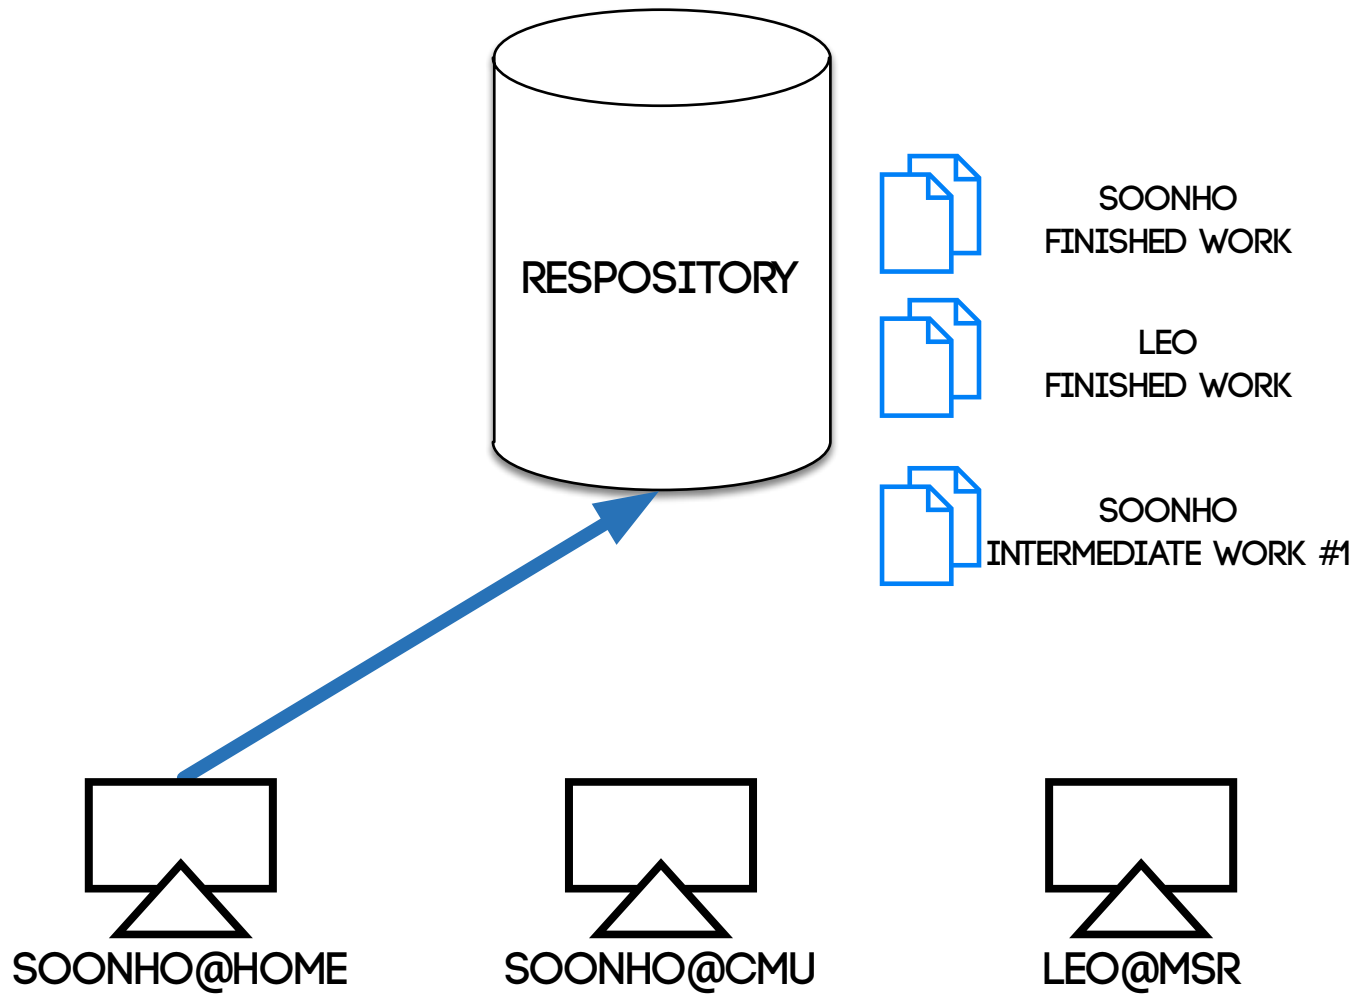 RESPOSITORY
SOONHO
FINISHED WORK
LEO
FINISHED WORK
SOONHO
INTERMEDIATE WORK #1
SOONHO@HOME
SOONHO@CMU
LEO@MSR